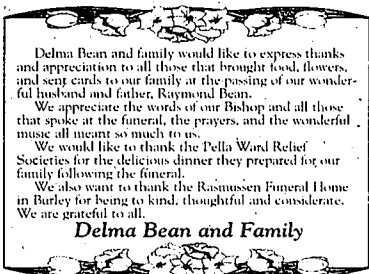 Delma Bean and family would like to express thanks
and appreciation to all those that brought food, flowers,
and sent cards to our family at the passing of our wonder-
ful husband and father, Raymond Bean.
We appreciate the words of our Bishop and all those
that spoke at the funeral, the prayers, and the wonderful
music all meant so much to us.
We would like to thank the Pella Ward Relief
Societies for the delicious dinner they prepared for our
family following the funeral.
We also want to thank the Rasmussen Funeral Home
in Burley for being to kind, thoughtful and considerate.
We are grateful to all.
Delma Bean and Family